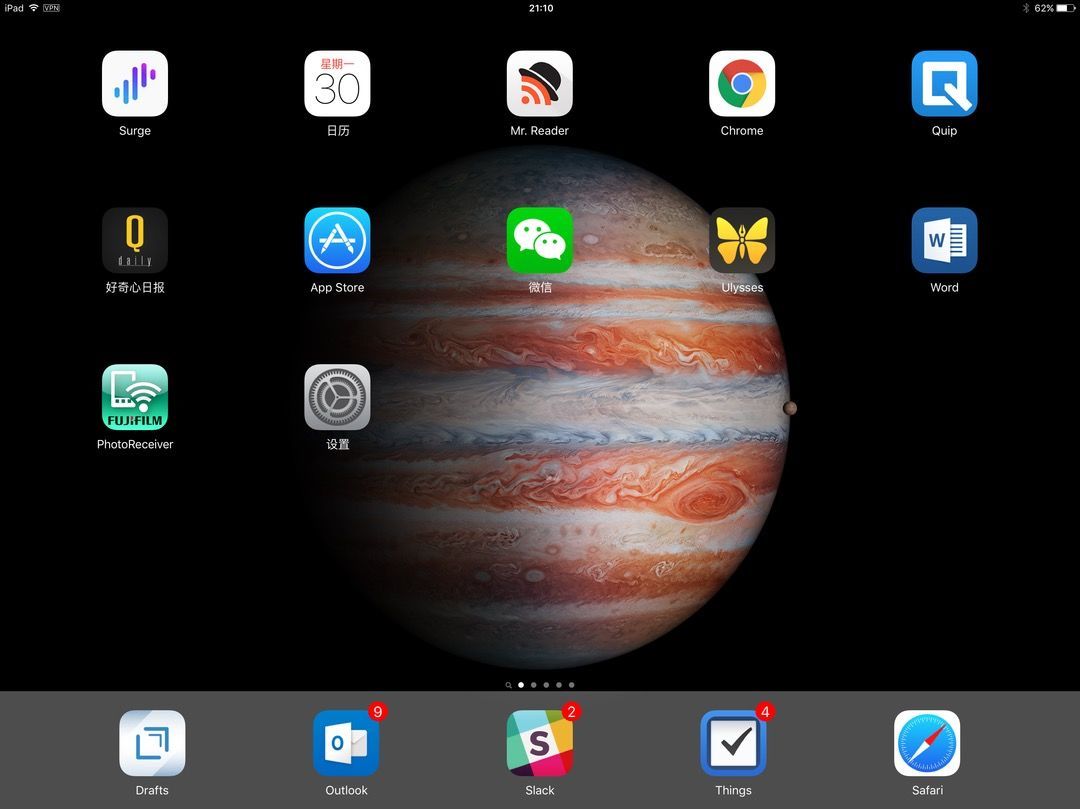 iPad VPN
21:10
62%
星期一
30
Surge
日历
Mr. Reader
Chrome
Quip
Q
daily
W
好奇心日报
App Store
微信
Ulysses
Word
FUJIFILM
PhotoReceiver
设置
9
2
4
O
S
Drafts
Outlook
Slack
Things
Safari